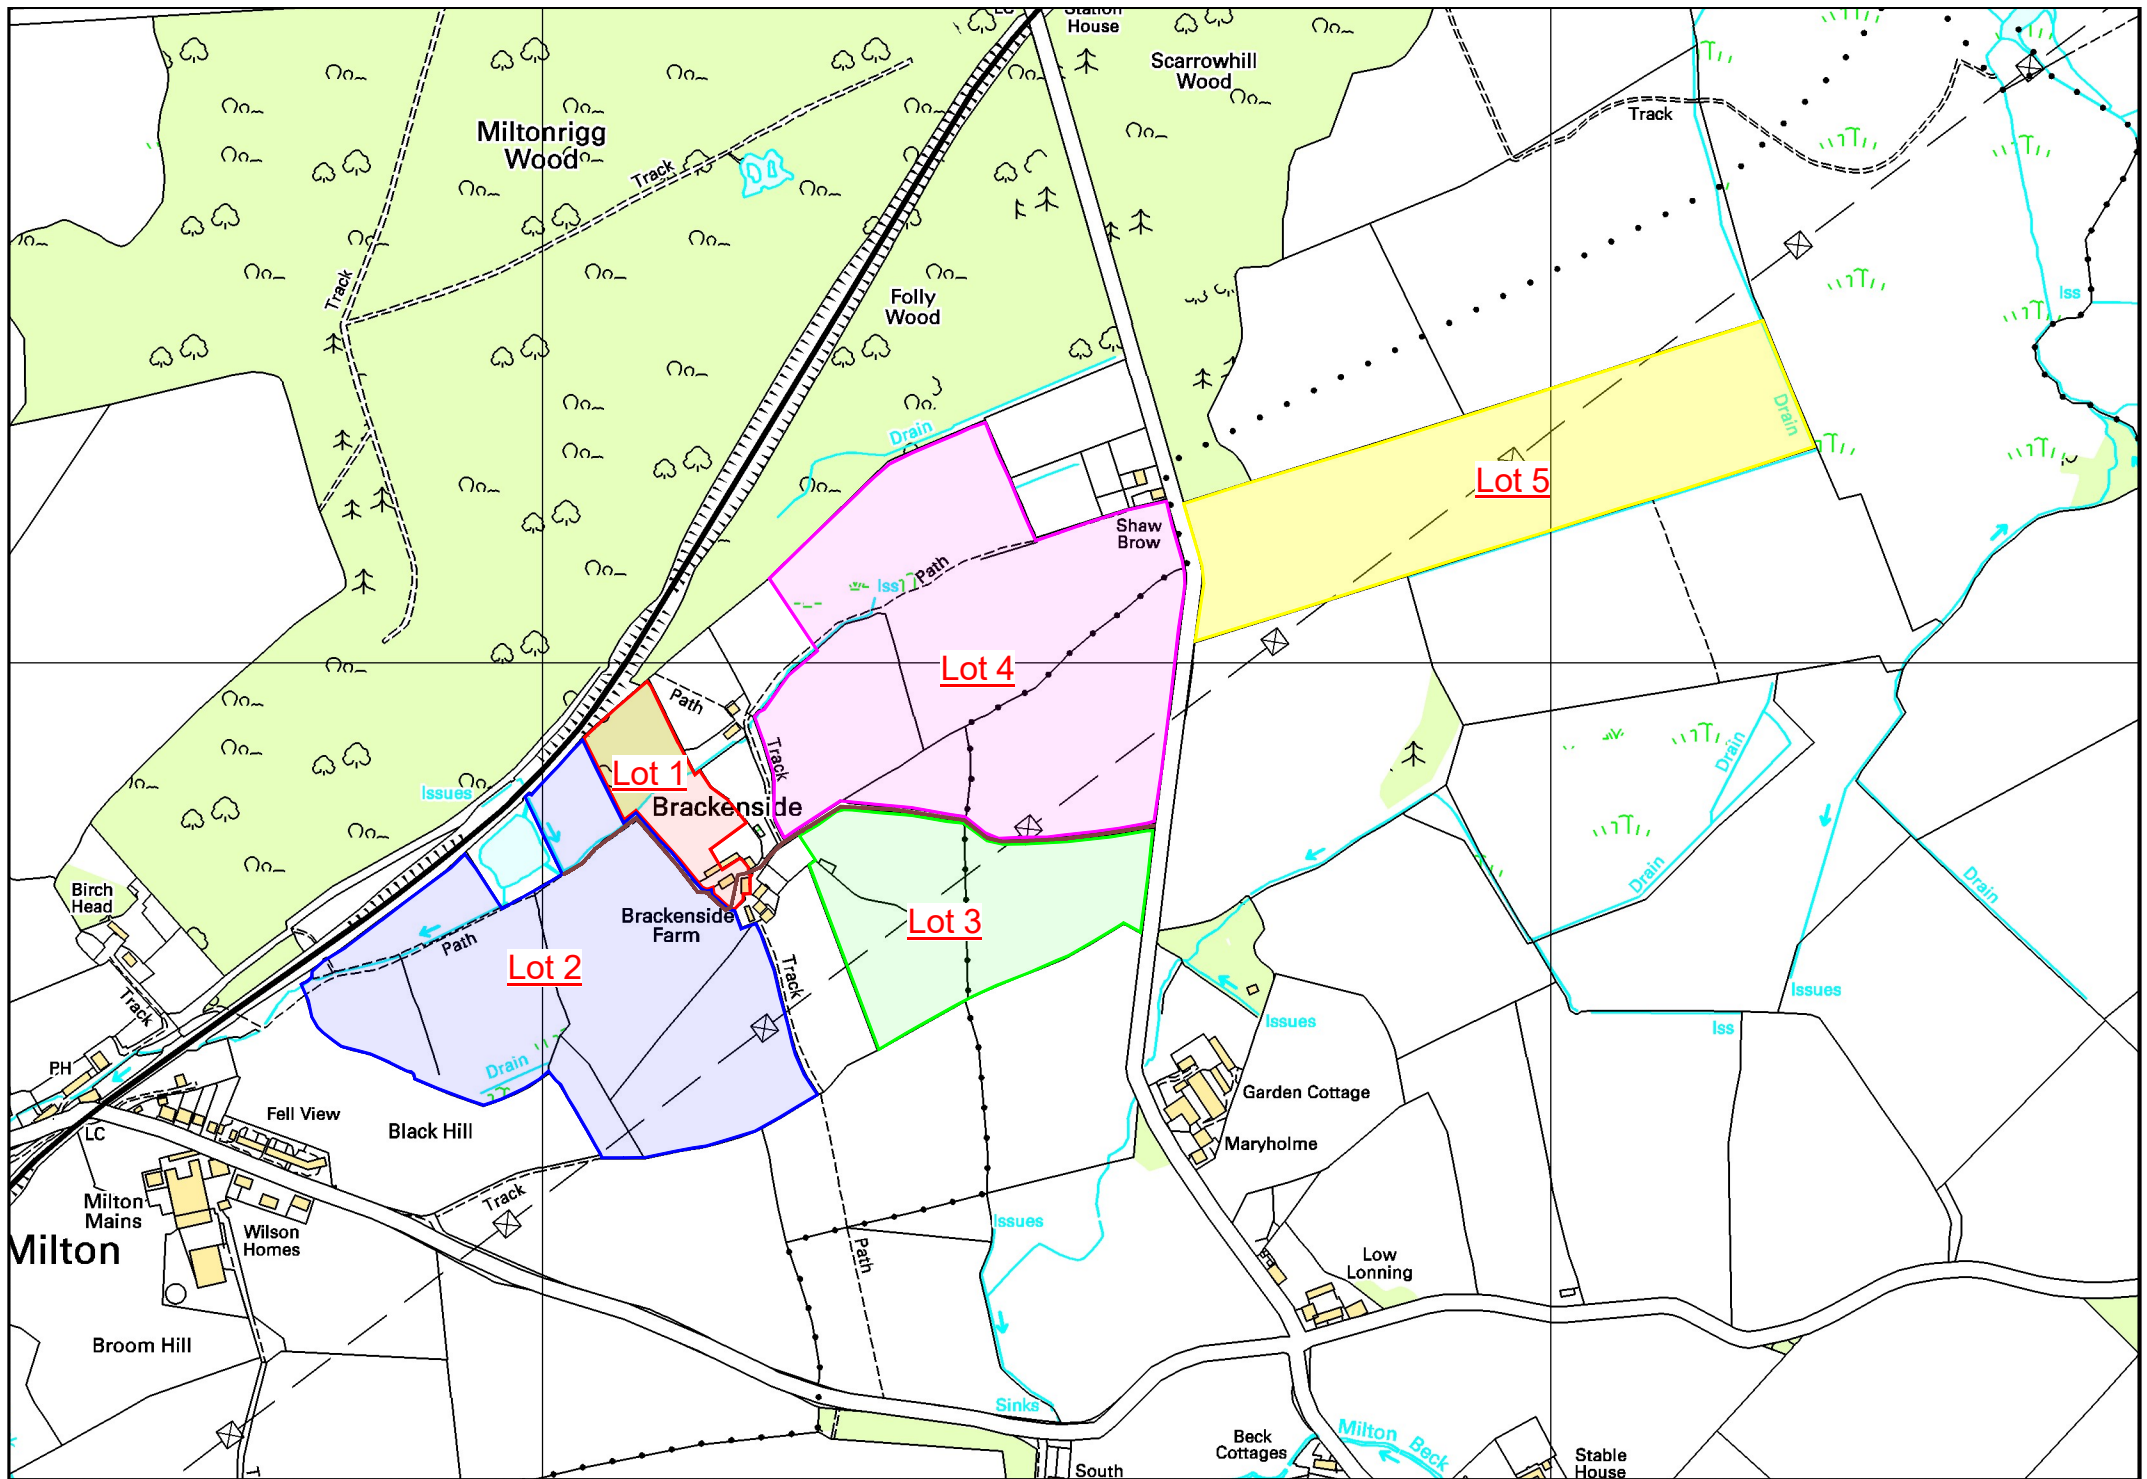 LC
Station
House
Scarrowhill
Wood
Miltonrigg
Wood
Track
Track
Track
Folly
Wood
Iss
Drain
Drain
Lot 5
Shaw
Brow
Path
Iss
Lot 4
Path
Track
Lot 1
Brackenside
Issues
Drain
Drain
Drain
Birch
Head
Brackenside
Farm
Lot 3
Path
Lot 2
Track
Track
Issues
Issues
Iss
PH
Drain
Garden Cottage
Fell View
LC
Black Hill
Maryholme
Track
Milton
Mains
Wilson
Homes
Milton
Issues
Path
Low
Lonning
Broom Hill
Sinks
Beck
Cottages
Milton Beck
Stable
House
South
T